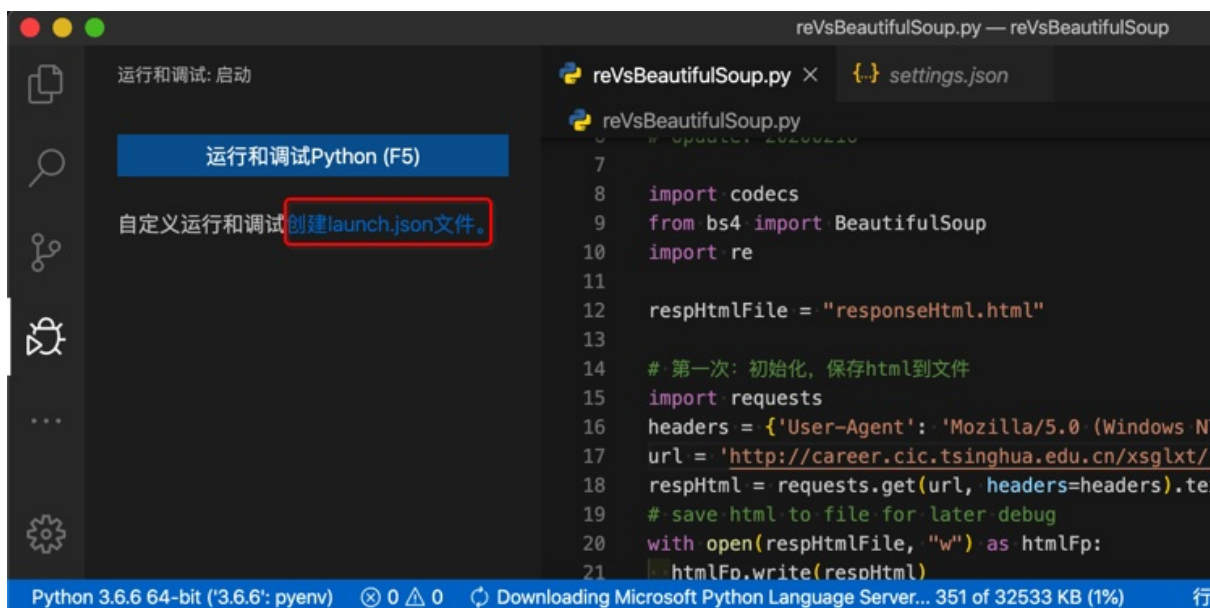 reVsBeautifulSoup.py — reVsBeautifulSoup
运行和调试: 启动
运行和调试Python (F5)
自定义运行和调试创建launch.json文件。
reVsBeautifulSoup.py ×
{..} settings.json
reVsBeautifulSoup.py
7
8 import codecs
9 from bs4 import BeautifulSoup
10 import re
11
12 respHtmlFile = "responseHtml.html"
13
14 # 第一次：初始化，保存html到文件
15 import requests
16 headers = {'User-Agent': 'Mozilla/5.0 (Windows N
17 url = 'http://career.cic.tsinghua.edu.cn/xsglxt/
18 respHtml = requests.get(url, headers=headers).te
19 # save html to file for later debug
20 with open(respHtmlFile, "w") as htmlFp:
21 htmlFp.write(respHtml)
Python 3.6.6 64-bit ('3.6.6': pyenv) 0 0 Downloading Microsoft Python Language Server... 351 of 32533 KB (1%) 行